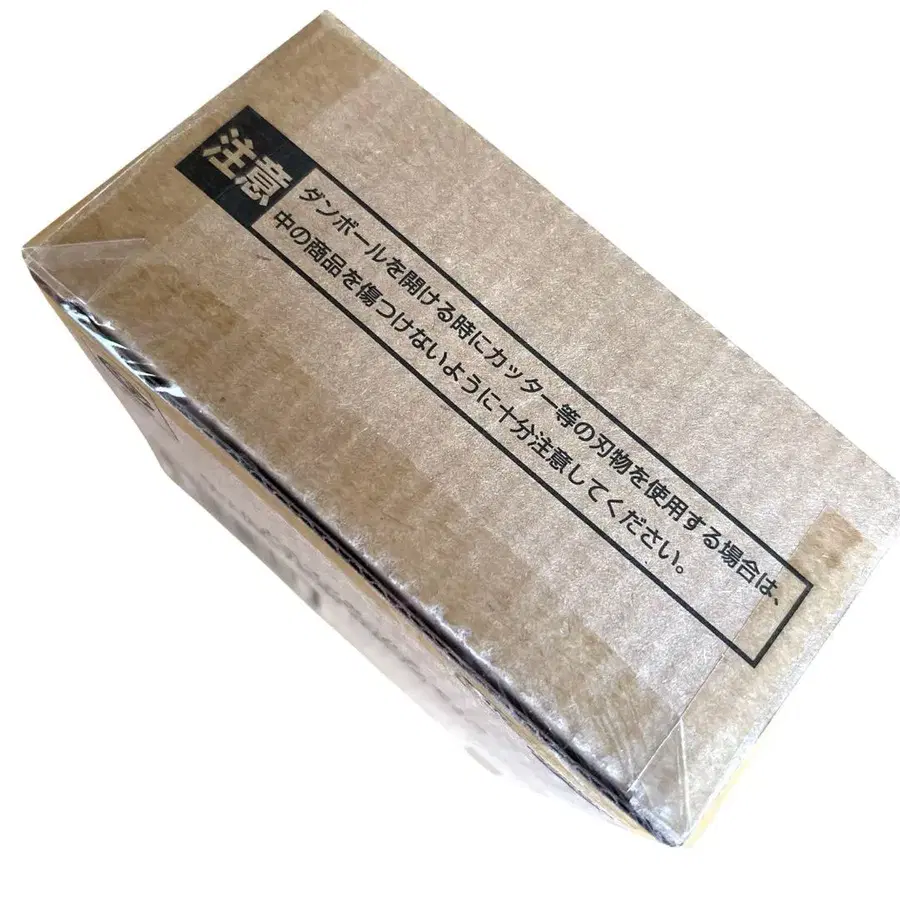 注意
ダンボールを開ける時にカッター等の刃物を使用する場合は、
中の商品を傷つけないように十分注意してください。